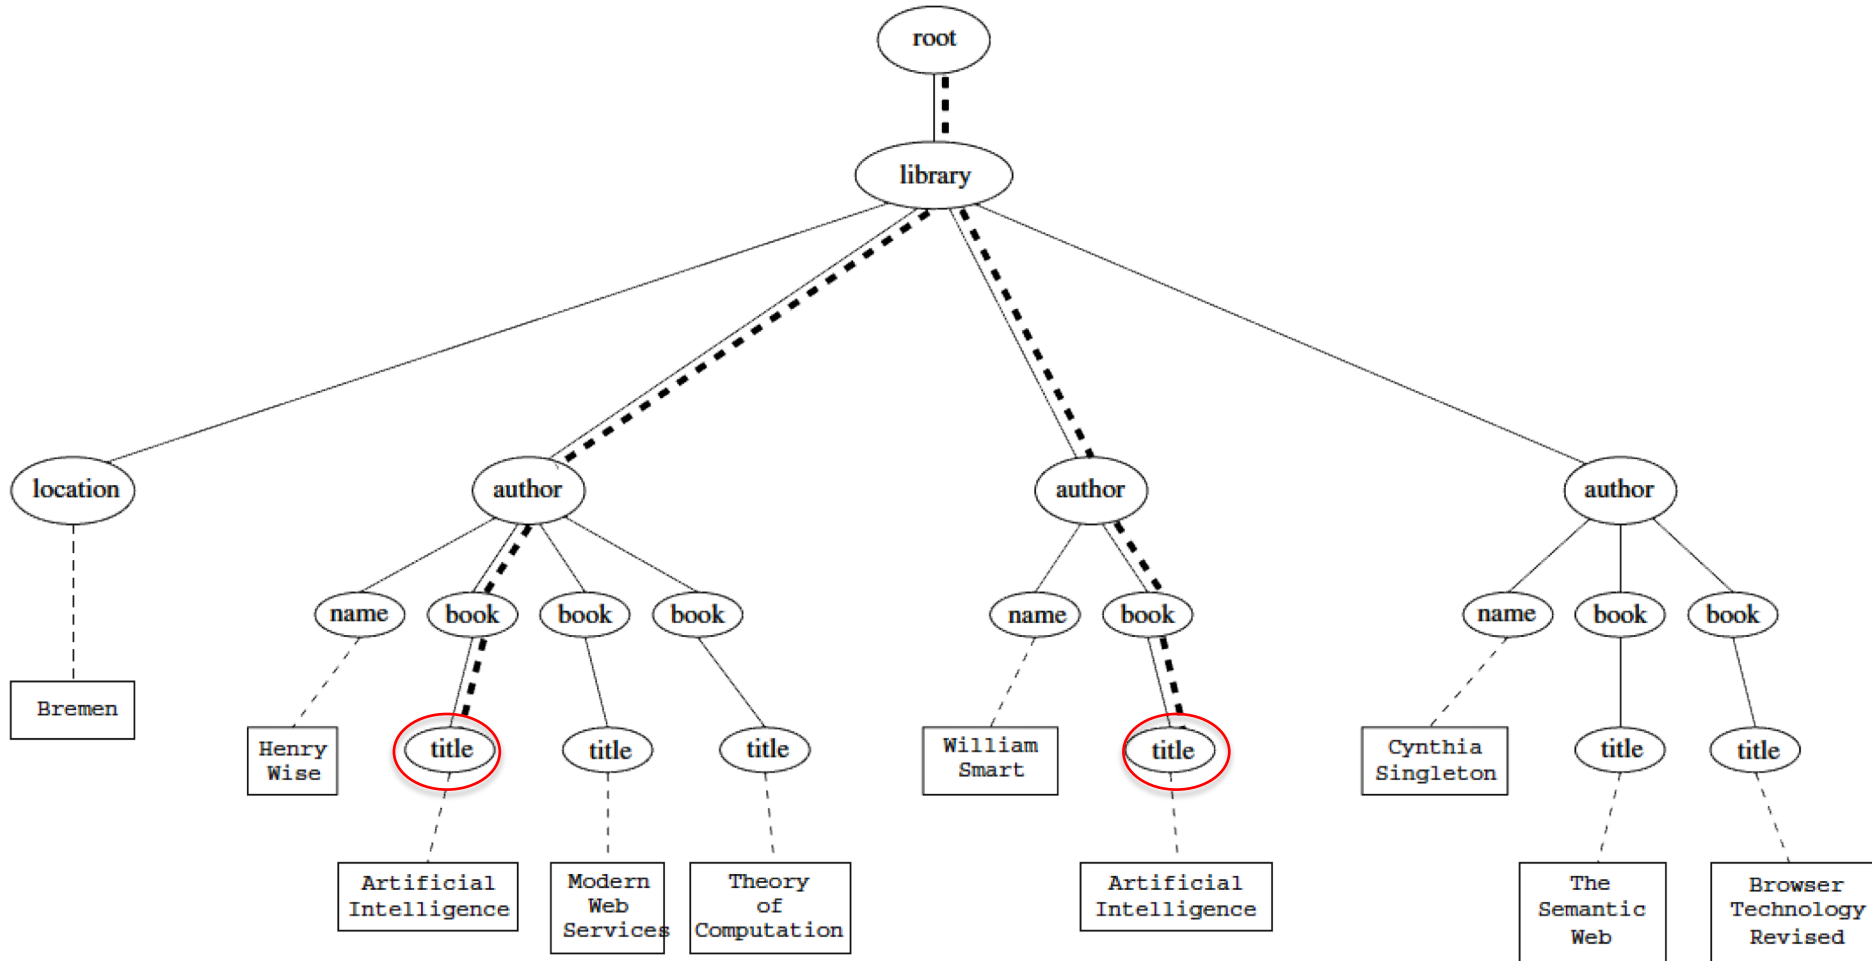 root
library
location
author
author
author
name
book
book
book
name
book
name
book
book
Bremen
Henry
Wise
title
title
title
William
Smart
title
Cynthia
Singleton
title
title
Artificial
Intelligence
Modern
Web
Services
Theory
of
Computation
Artificial
Intelligence
The
Semantic
Web
Browser
Technology
Revised